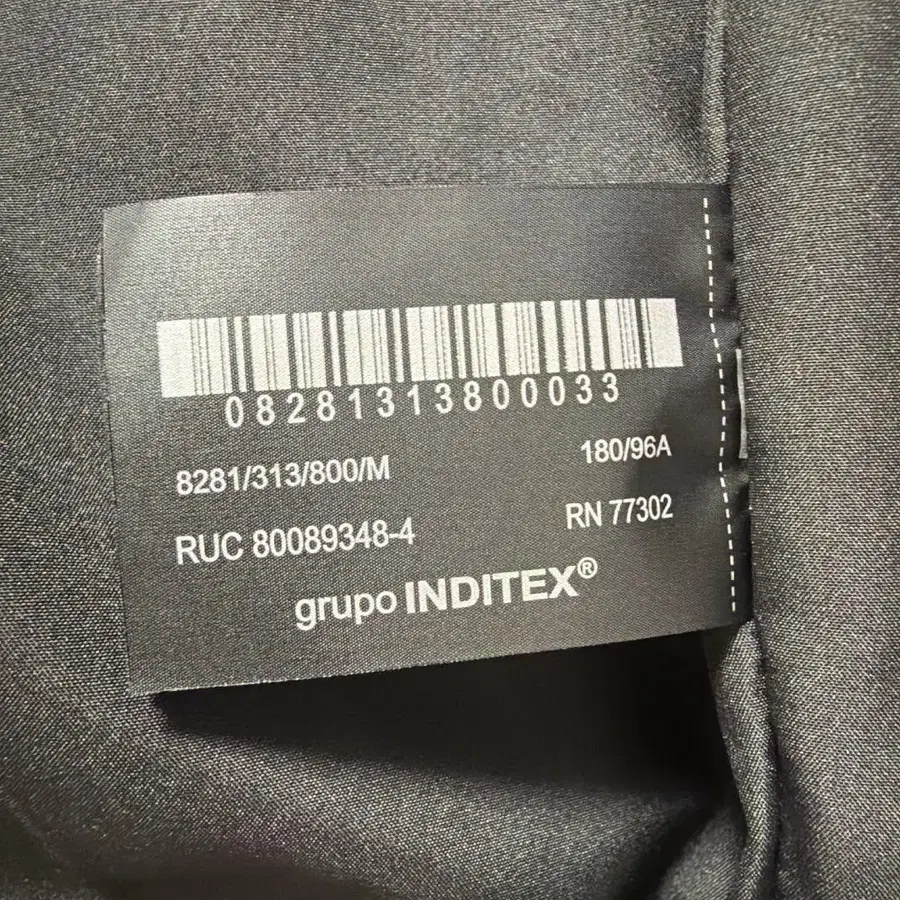 08281313800033
8281/313/800/M 180/96A
RUC 80089348-4 RN 77302
grupo INDITEX®